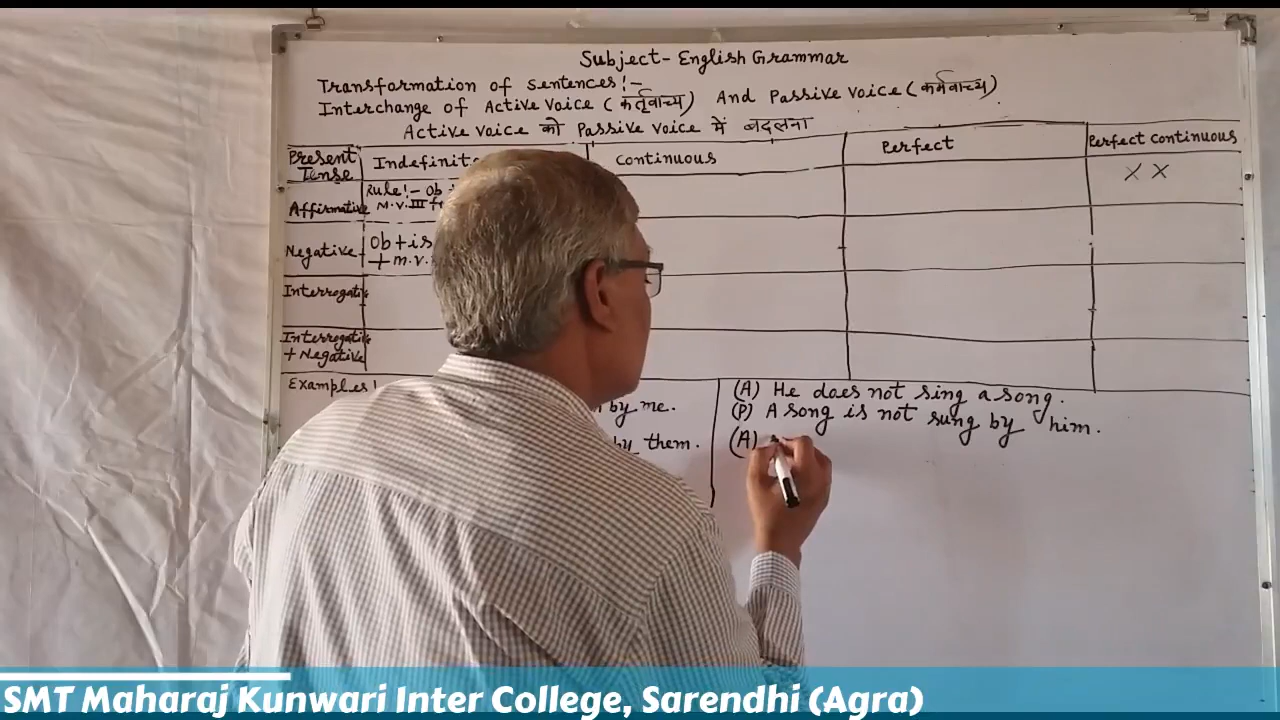 Subject- English Grammar
Transformation of sentences!-
Interchange of Active Voice (कर्तृवाच्य) And Passive Voice (कर्मवाच्य)
Active Voice को Passive Voice में बदलना
Present Tense Indefinite Continuous Perfect Perfect Continuous
Affirmative Rule!- Ob X X
M.V. III
Negative Ob + is
+ M.V.
Interrogative
Interrogative
+ Negative
Examples!
by me.
by them.
(A) He does not sing a song.
(P) A song is not sung by him.
(A)
SMT Maharaj Kunwari Inter College, Sarendhi (Agra)